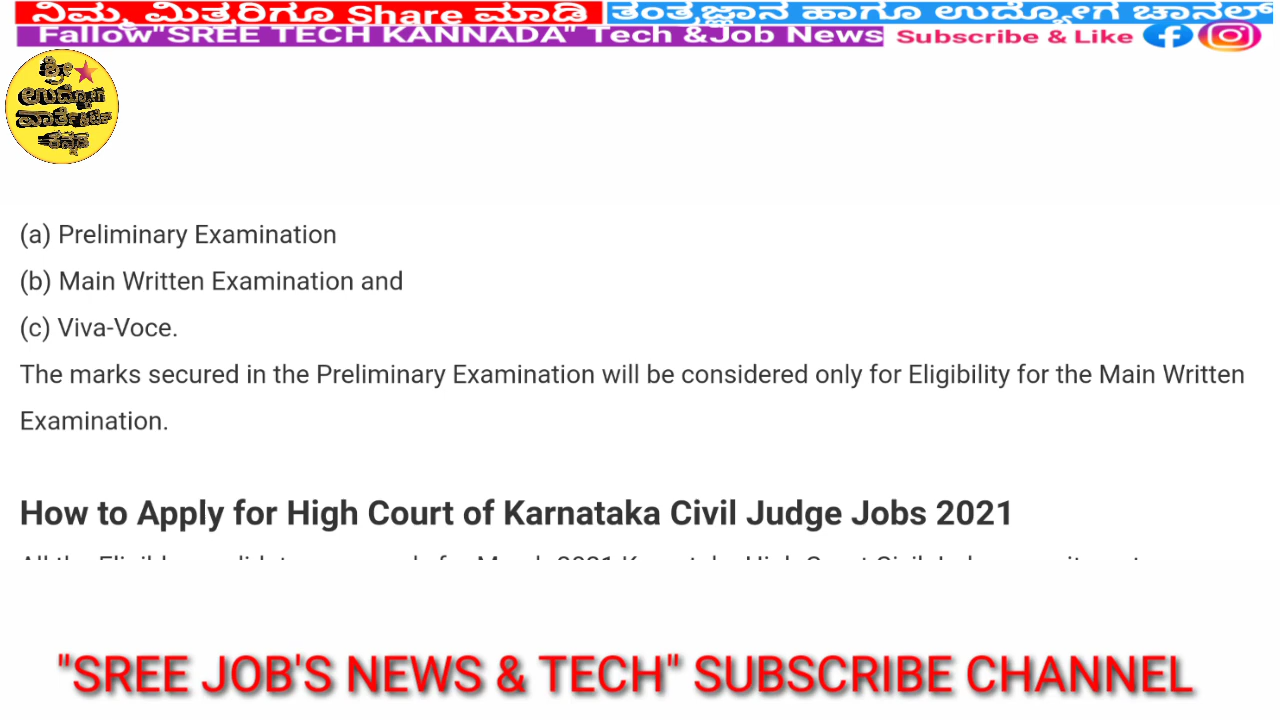 ನಿಮ್ಮ ಮಿತ್ರರಿಗೂ Share ಮಾಡಿ ತಂತ್ರಜ್ಞಾನ ಹಾಗೂ ಉದ್ಯೋಗ ಚಾನಲ್
Fallow"SREE TECH KANNADA" Tech &Job News Subscribe & Like
ಶ್ರೀ
ಉದ್ಯೋಗ
ಕನ್ನಡ
(a) Preliminary Examination
(b) Main Written Examination and
(c) Viva-Voce.
The marks secured in the Preliminary Examination will be considered only for Eligibility for the Main Written
Examination.
How to Apply for High Court of Karnataka Civil Judge Jobs 2021
"SREE JOB'S NEWS & TECH" SUBSCRIBE CHANNEL